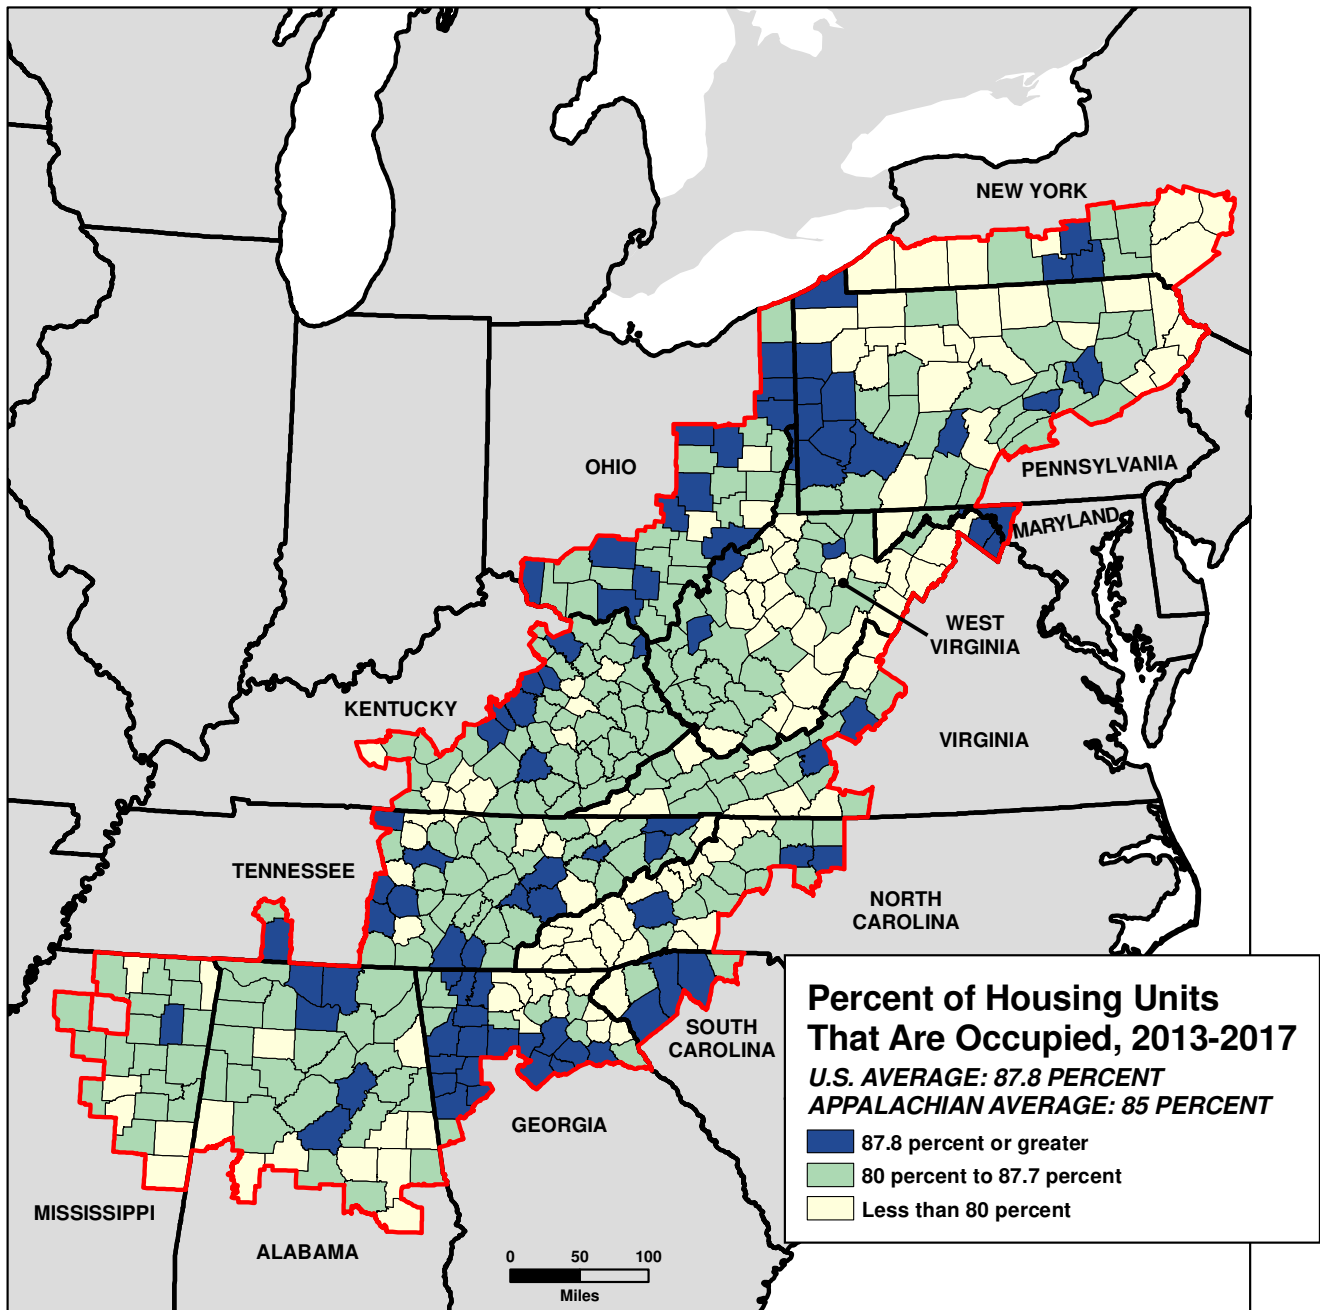 NEW YORK
OHIO
PENNSYLVANIA
MARYLAND
WEST
VIRGINIA
KENTUCKY
VIRGINIA
TENNESSEE
NORTH
CAROLINA
SOUTH
CAROLINA
GEORGIA
MISSISSIPPI
ALABAMA
0 50 100
Miles
Percent of Housing Units
That Are Occupied, 2013-2017
U.S. AVERAGE: 87.8 PERCENT
APPALACHIAN AVERAGE: 85 PERCENT
87.8 percent or greater
80 percent to 87.7 percent
Less than 80 percent